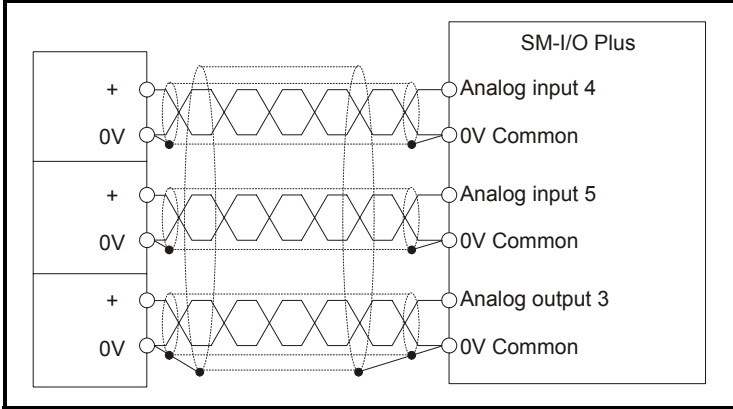 SM-I/O Plus
+ Analog input 4
0V 0V Common
+ Analog input 5
0V 0V Common
+ Analog output 3
0V 0V Common